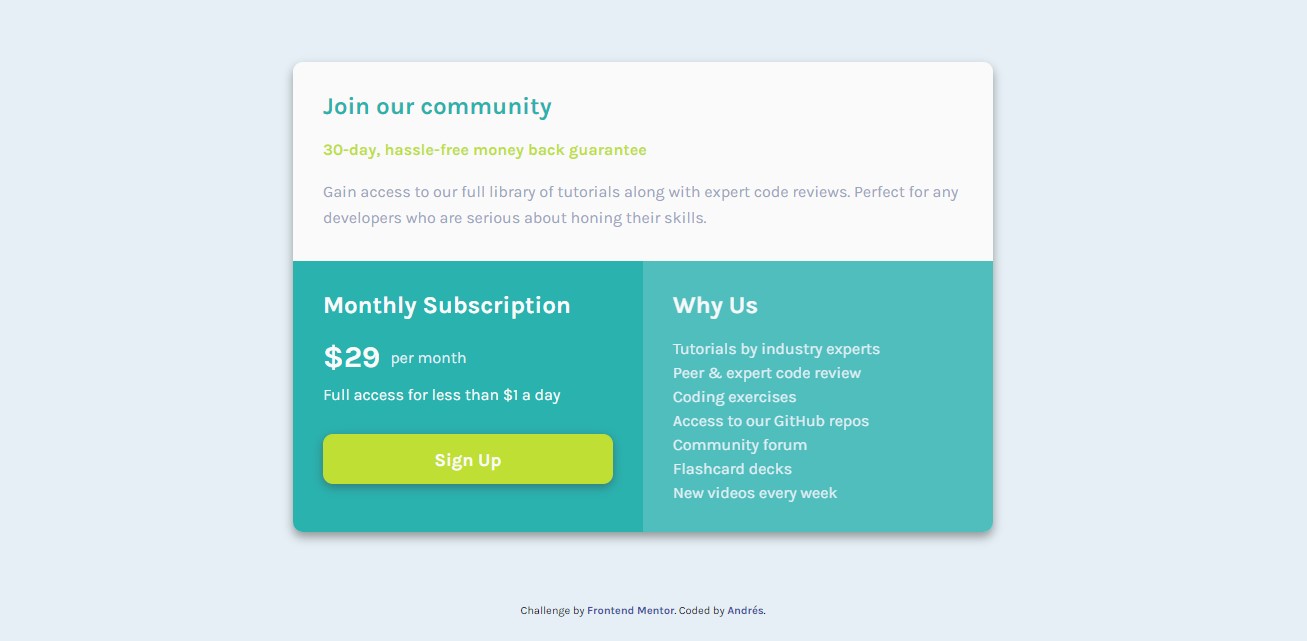 Join our community
30-day, hassle-free money back guarantee
Gain access to our full library of tutorials along with expert code reviews. Perfect for any
developers who are serious about honing their skills.
Monthly Subscription
$29 per month
Full access for less than $1 a day
Sign Up
Why Us
Tutorials by industry experts
Peer & expert code review
Coding exercises
Access to our GitHub repos
Community forum
Flashcard decks
New videos every week
Challenge by Frontend Mentor. Coded by Andrés.